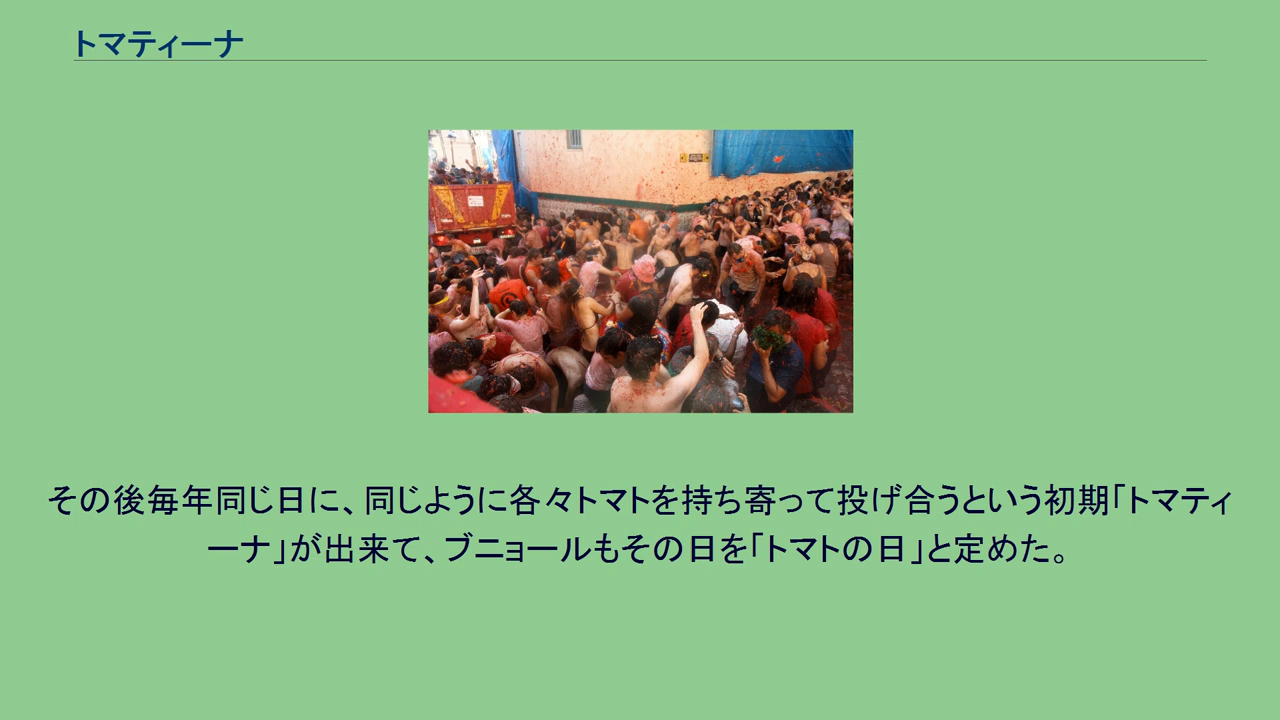 トマティーナ
その後毎年同じ日に、同じように各々トマトを持ち寄って投げ合うという初期「トマティ
ーナ」が出来て、ブニョールもその日を「トマトの日」と定めた。